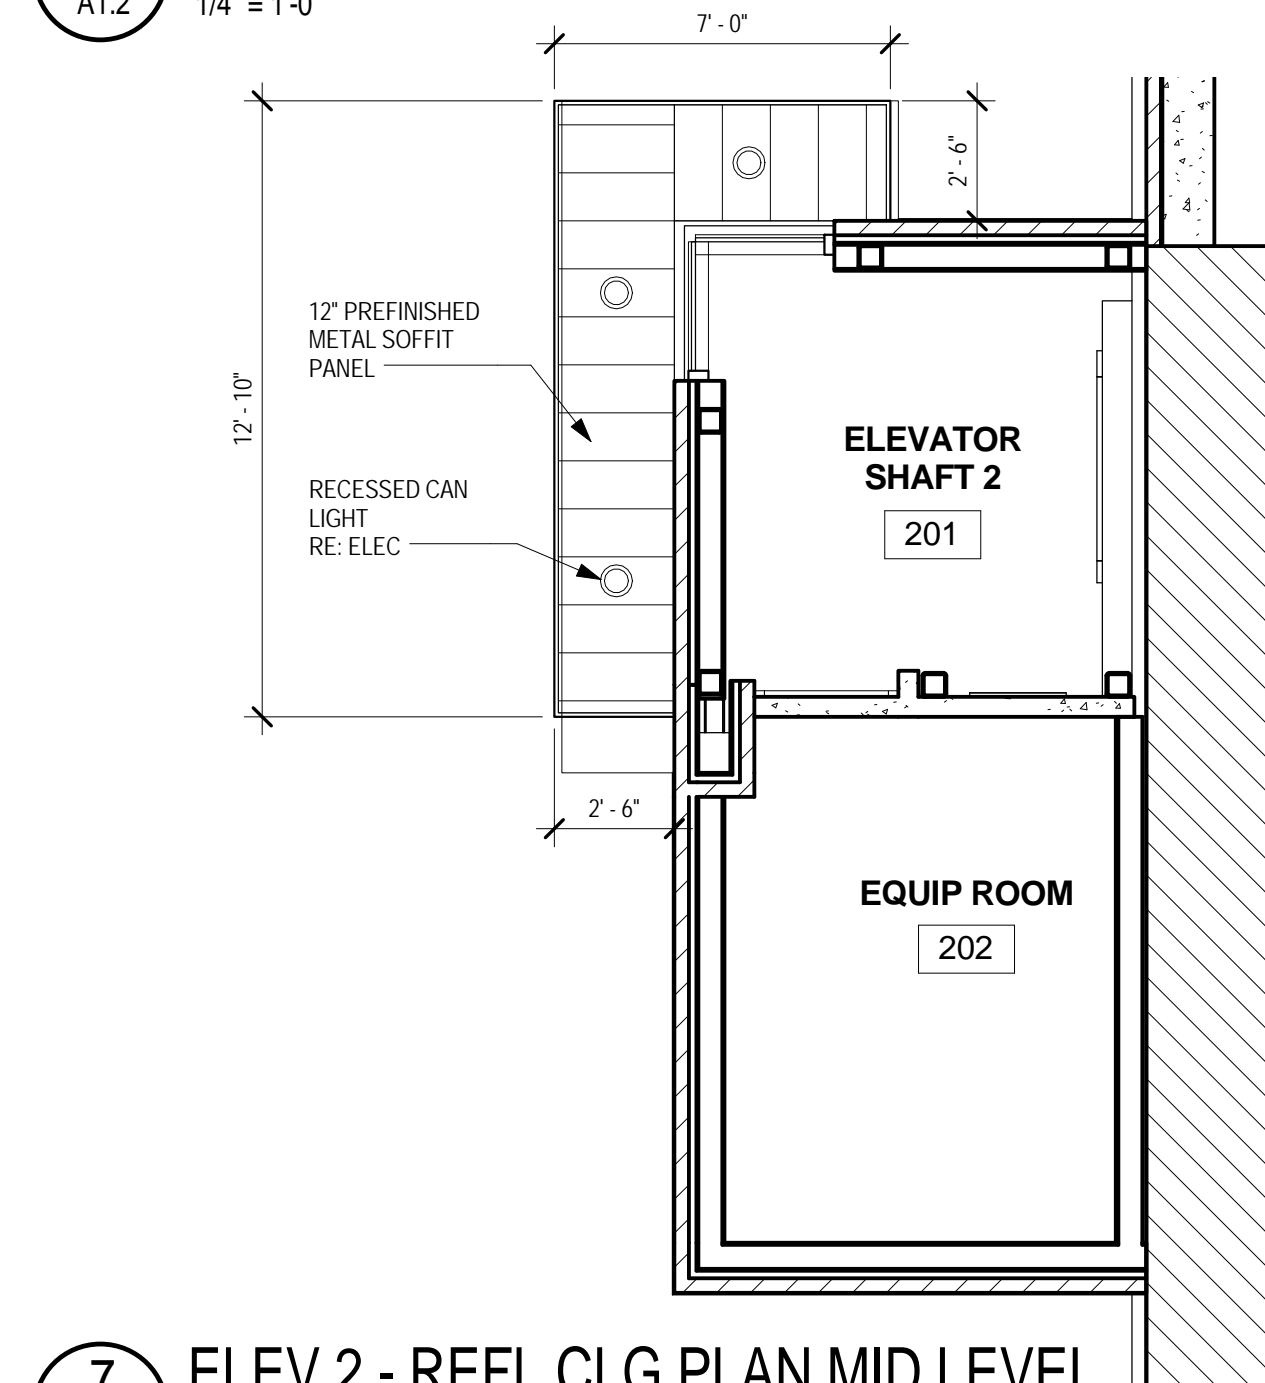 A1.2
1/4" = 1'-0"
7' - 0"
2' - 6"
12' - 10"
12" PREFINISHED
METAL SOFFIT
PANEL
RECESSED CAN
LIGHT
RE: ELEC
ELEVATOR
SHAFT 2
201
2' - 6"
EQUIP ROOM
202
7
ELEV 2 - REFL CLG PLAN MID LEVEL